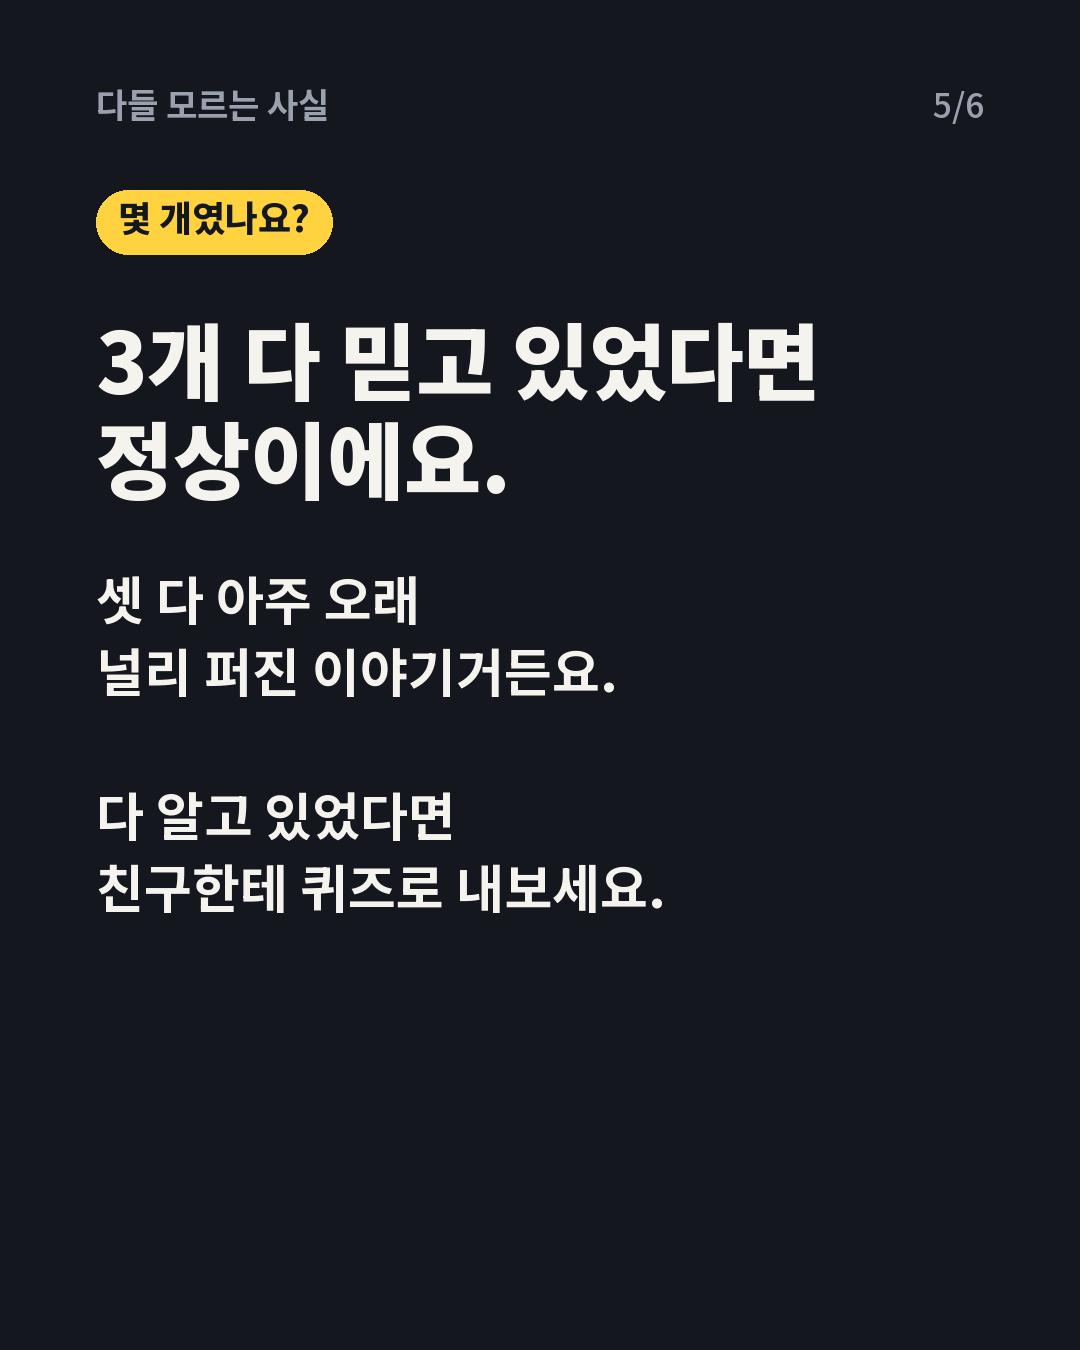 다들 모르는 사실
5/6
몇 개였나요?
3개 다 믿고 있었다면
정상이에요.
셋 다 아주 오래
널리 퍼진 이야기거든요.
다 알고 있었다면
친구한테 퀴즈로 내보세요.